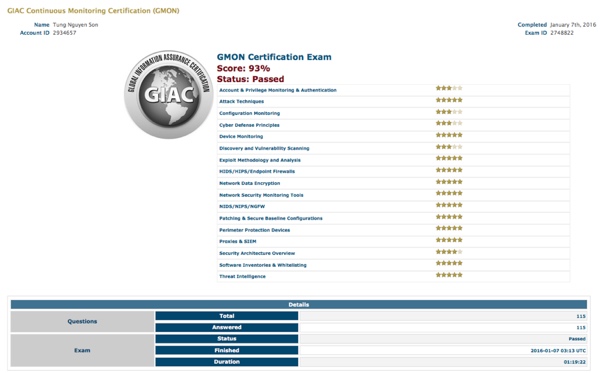 GIAC Continuous Monitoring Certification (GMON)
Name Tung Nguyen Son
Completed January 7th, 2016
Account ID 2934657
Exam ID 2748822
GLOBAL INFORMATION ASSURANCE CERTIFICATION
GIAC
GMON Certification Exam
Score: 93%
Status: Passed
Account & Privilege Monitoring & Authentication
Attack Techniques
Configuration Monitoring
Cyber Defense Principles
Device Monitoring
Discovery and Vulnerability Scanning
Exploit Methodology and Analysis
HIDS/HIPS/Endpoint Firewalls
Network Data Encryption
Network Security Monitoring Tools
NIDS/NIPS/NGFW
Patching & Secure Baseline Configurations
Perimeter Protection Devices
Proxies & SIEM
Security Architecture Overview
Software Inventories & Whitelisting
Threat Intelligence
Details
Questions
Total 115
Answered 115
Exam
Status Passed
Finished 2016-01-07 03:13 UTC
Duration 01:19:22